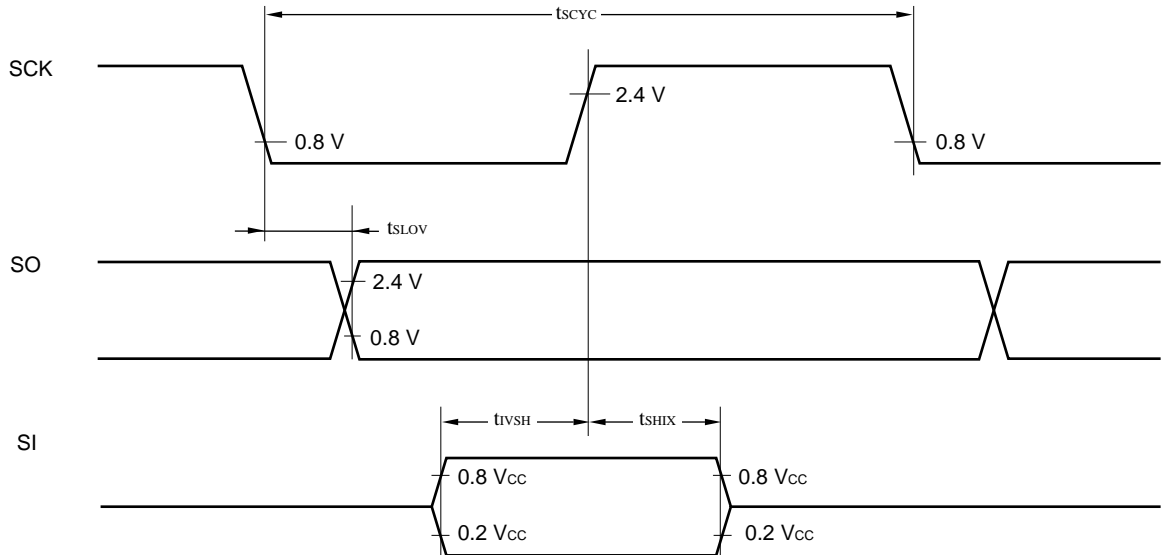 tSCYC
SCK
2.4 V
0.8 V
0.8 V
tSLOV
SO
2.4 V
0.8 V
tIVSH
tSHIX
SI
0.8 VCC
0.8 VCC
0.2 VCC
0.2 VCC